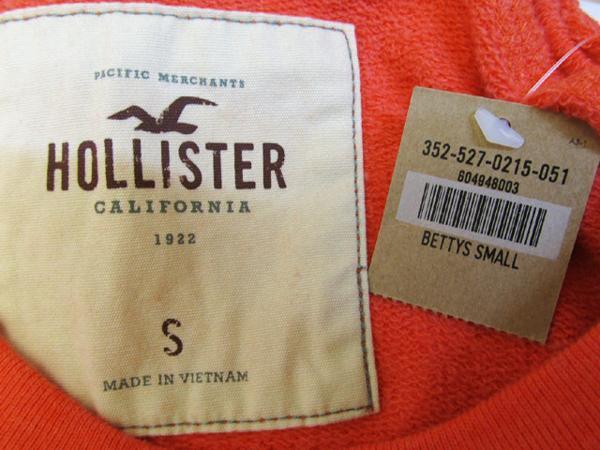 PACIFIC MERCHANTS
HOLLISTER
CALIFORNIA
1922
S
MADE IN VIETNAM
352-527-0215-051
604948003
BETTYS SMALL